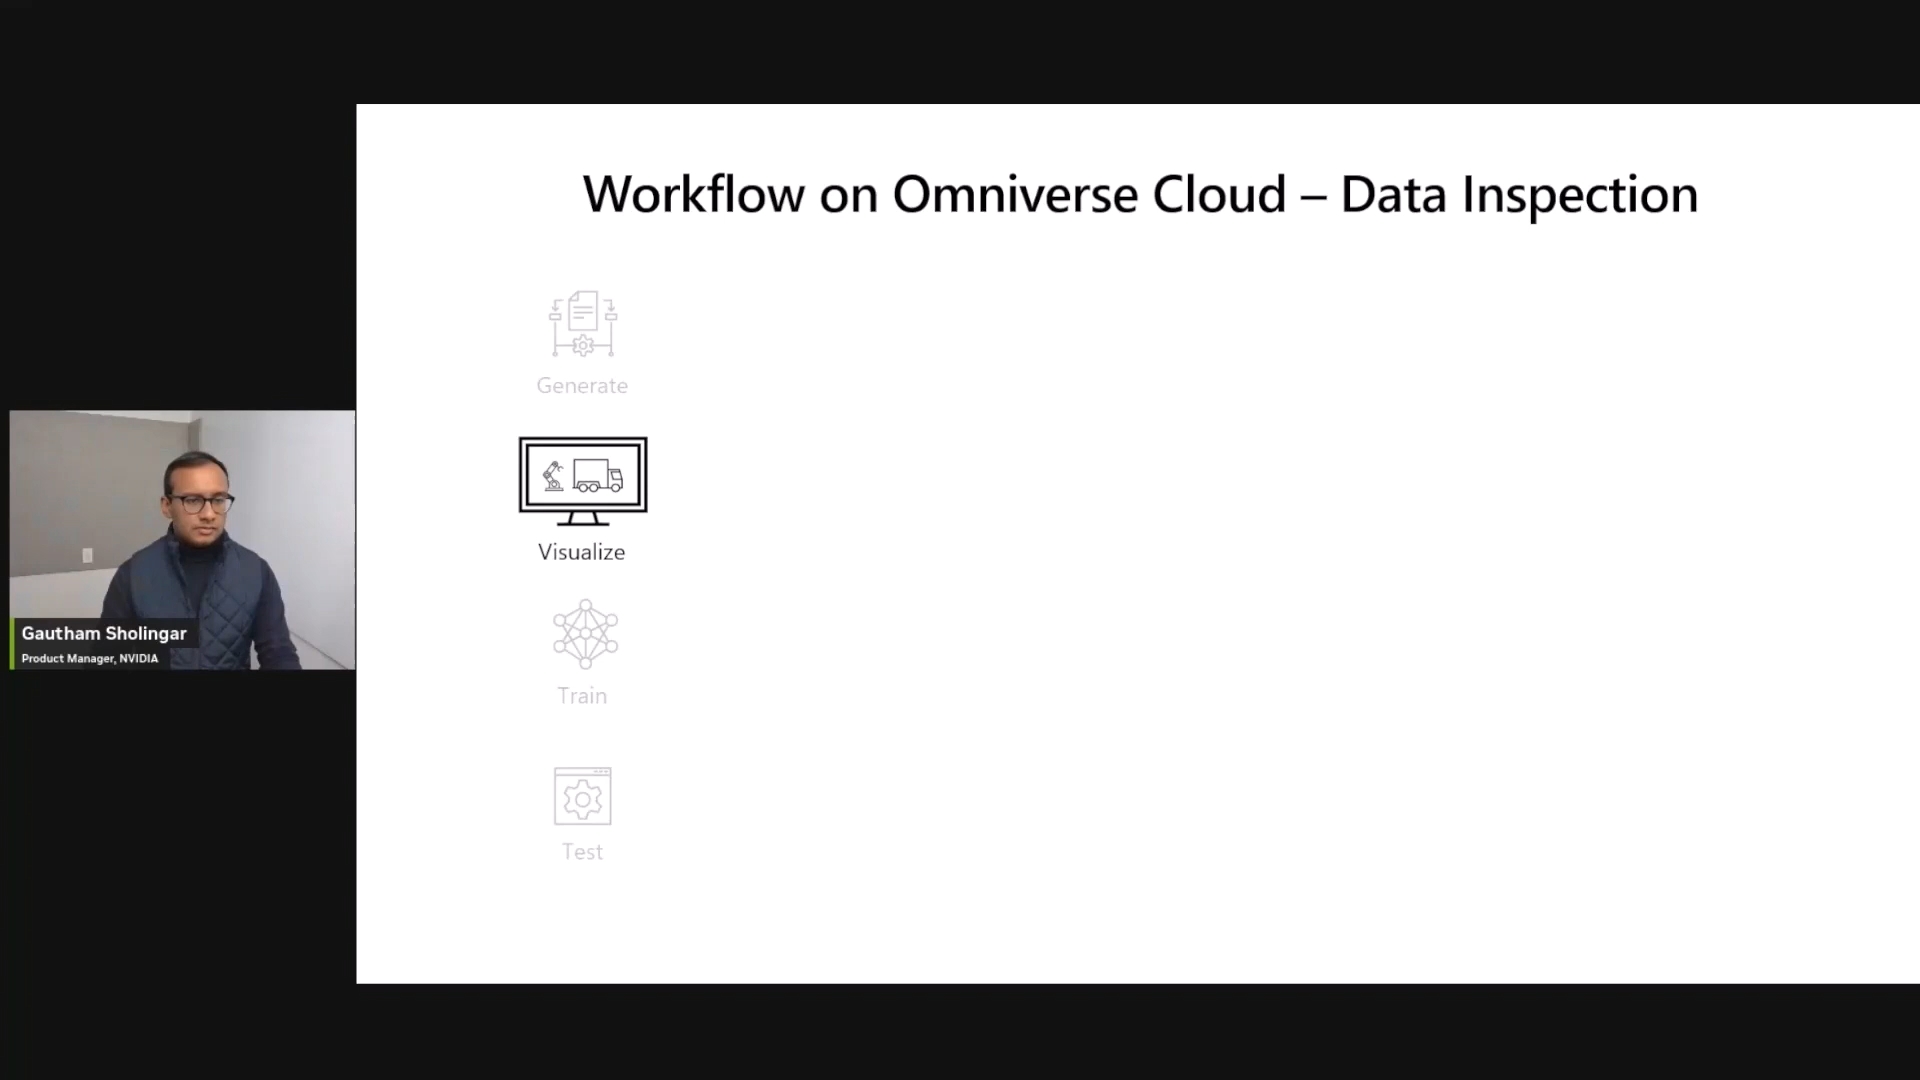 Workflow on Omniverse Cloud – Data Inspection
Generate
Visualize
Train
Test
Gautham Sholingar
Product Manager, NVIDIA